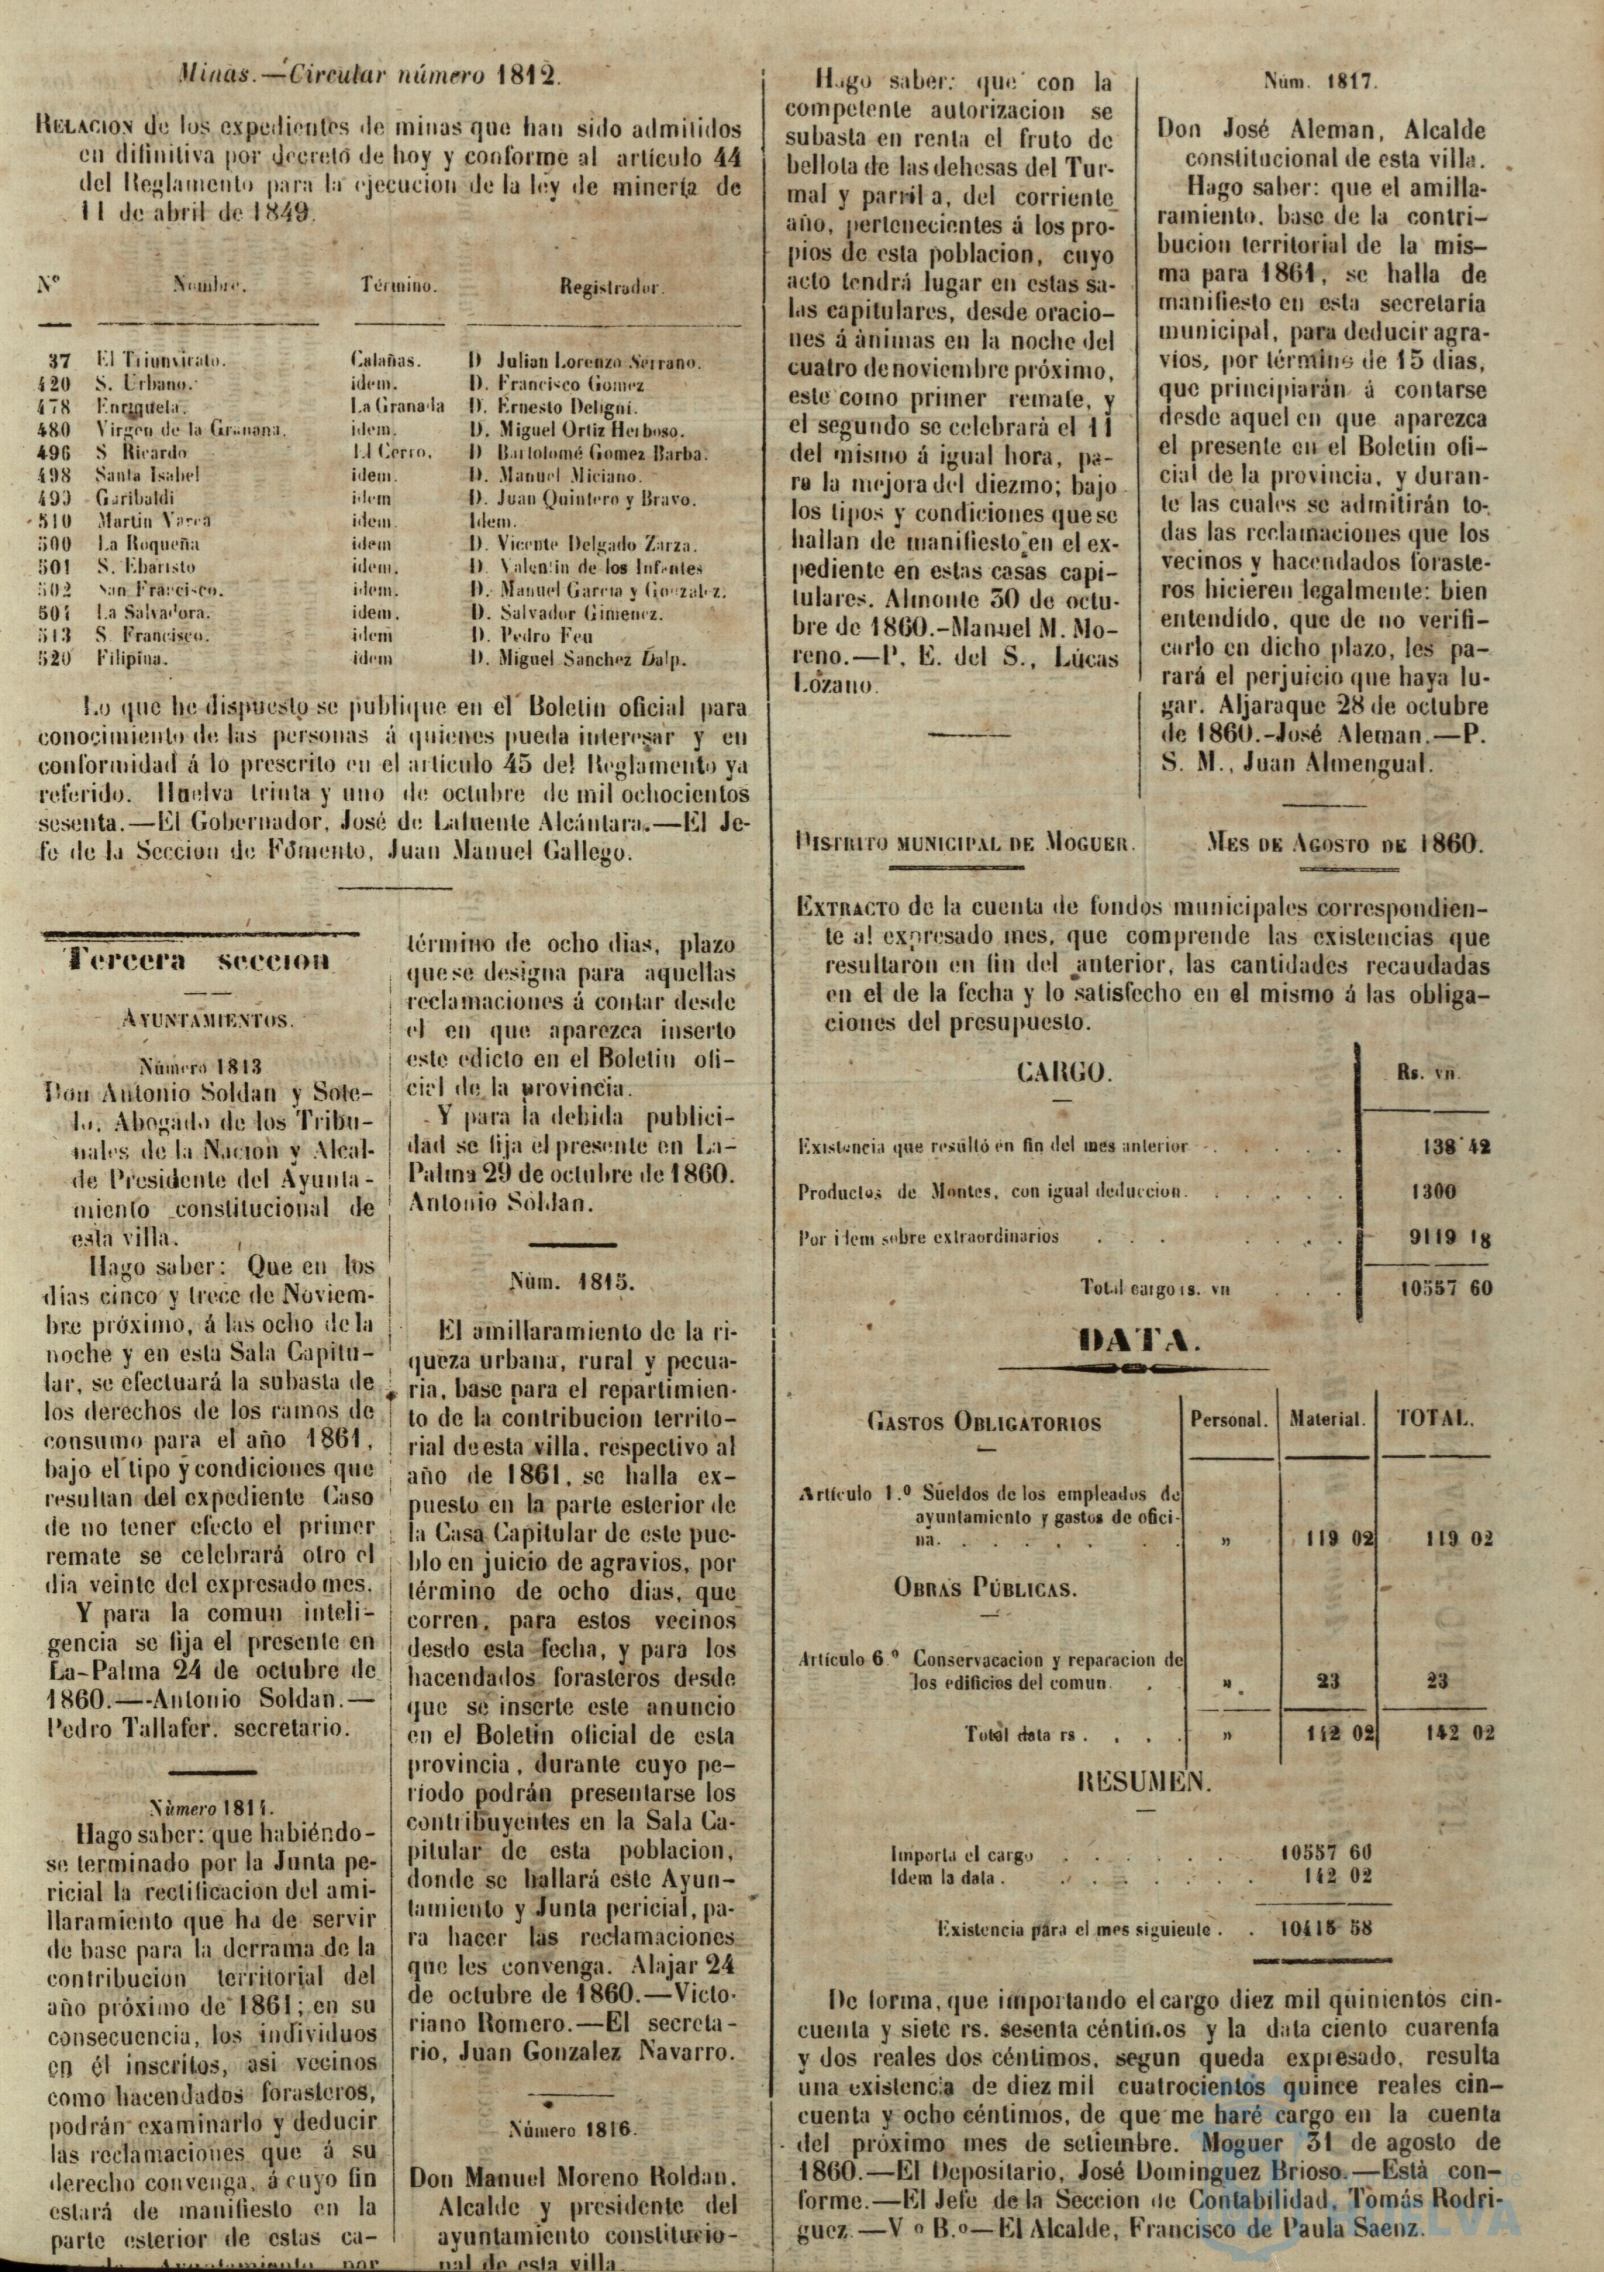 Minas.—Circular número 1812.
RELACION de los expedientes de minas que han sido admitidos
en difinitiva por decreto de hoy y conforme al artículo 44
del Reglamento para la ejecucion de la ley de minería de
11 de abril de 1849.
Nº Nombre. Término. Registrador.
37 El Triunvirato. Calañas. D Julian Lorenzo Serrano.
420 S. Urbano. idem. D. Francisco Gomez
478 Enriqueta. La Granada D. Ernesto Deligni.
480 Virgen de la Granana. idem. D. Miguel Ortiz Herboso.
496 S Ricardo El Cerro. D Bartolomé Gomez Barba.
498 Santa Isabel idem. D. Manuel Miciano.
499 Garibaldi idem D. Juan Quintero y Bravo.
510 Martin Varea idem. Idem.
500 La Roqueña idem D. Vicente Delgado Zarza.
501 S. Ebaristo idem. D. Valentin de los Infantes
502 San Francisco. idem. D. Manuel Garcia y Gonzalez.
504 La Salvadora. idem. D. Salvador Gimenez.
513 S. Francisco. idem D. Pedro Feu
520 Filipina. idem D. Miguel Sanchez Dalp.
Lo que he dispuesto se publique en el Boletin oficial para
conocimiento de las personas á quienes pueda interesar y en
conformidad á lo prescrito en el artículo 45 del Reglamento ya
referido. Huelva trinta y uno de octubre de mil ochocientos
sesenta.—El Gobernador, José de Lafuente Alcántara.—El Je-
fe de la Seccion de Fomento, Juan Manuel Gallego.
Tercera seccion
AYUNTAMIENTOS.
Número 1813
Don Antonio Soldan y Sote-
lo, Abogado de los Tribu-
nales de la Nacion y Alcal-
de Presidente del Ayunta-
miento constitucional de
esta villa.
Hago saber: Que en los
dias cinco y trece de Noviem-
bre próximo, á las ocho de la
noche y en esta Sala Capitu-
lar, se efectuará la subasta de
los derechos de los ramos de
consumo para el año 1861,
bajo el tipo y condiciones que
resultan del expediente Caso
de no tener efecto el primer
remate se celebrará otro el
dia veinte del expresado mes.
Y para la comun inteli-
gencia se fija el presente en
La-Palma 24 de octubre de
1860.—-Antonio Soldan.—
Pedro Tallafer. secretario.
Número 1814.
Hago saber: que habiéndo-
se terminado por la Junta pe-
ricial la rectificacion del ami-
llaramiento que ha de servir
de base para la derrama de la
contribucion territorial del
año próximo de 1861; en su
consecuencia, los individuos
en él inscritos, asi vecinos
como hacendados forasteros,
podrán examinarlo y deducir
las reclamaciones que á su
derecho convenga, á cuyo fin
estará de manifiesto en la
parte esterior de estas ca-
Ayuntamiento por
término de ocho dias, plazo
que se designa para aquellas
reclamaciones á contar desde
el en que aparezca inserto
este edicto en el Boletin ofi-
cial de la provincia.
Y para la debida publici-
dad se fija el presente en La-
Palma 29 de octubre de 1860.
Antonio Soldan.
Núm. 1815.
El amillaramiento de la ri-
queza urbana, rural y pecua-
ria, base para el repartimien-
to de la contribucion territo-
rial de esta villa, respectivo al
año de 1861, se halla ex-
puesto en la parte esterior de
la Casa Capitular de este pue-
blo en juicio de agravios, por
término de ocho dias, que
corren, para estos vecinos
desdo esta fecha, y para los
hacendados forasteros desde
que se inserte este anuncio
en el Boletin oficial de esta
provincia, durante cuyo pe-
ríodo podrán presentarse los
contribuyentes en la Sala Ca-
pitular de esta poblacion,
donde se hallará este Ayun-
tamiento y Junta pericial, pa-
ra hacer las reclamaciones
que les convenga. Alajar 24
de octubre de 1860.—Victo-
riano Romero.—El secreta-
rio, Juan Gonzalez Navarro.
Número 1816.
Don Manuel Moreno Roldan,
Alcalde y presidente del
ayuntamiento constitucio-
nal de esta villa.
Hago saber: que con la
competente autorizacion se
subasta en renta el fruto de
bellota de las dehesas del Tur-
mal y parrila, del corriente
año, pertenecientes á los pro-
pios de esta poblacion, cuyo
acto tendrá lugar en estas sa-
las capitulares, desde oracio-
nes á ánimas en la noche del
cuatro de noviembre próximo,
este como primer remate, y
el segundo se celebrará el 11
del mismo á igual hora, pa-
ra la mejora del diezmo; bajo
los tipos y condiciones que se
hallan de manifiesto en el ex-
pediente en estas casas capi-
tulares. Almonte 30 de octu-
bre de 1860.-Manuel M. Mo-
reno.—P. E. del S., Lúcas
Lozano.
Núm. 1817.
Don José Aleman, Alcalde
constitucional de esta villa.
Hago saber: que el amilla-
ramiento, base de la contri-
bucion territorial de la mis-
ma para 1861, se halla de
manifiesto en esta secretaría
municipal, para deducir agra-
vios, por término de 15 dias,
que principiarán á contarse
desde aquel en que aparezca
el presente en el Boletin ofi-
cial de la provincia, y duran-
te las cuales se admitirán to-
das las reclamaciones que los
vecinos y hacendados foraste-
ros hicieren legalmente: bien
entendido, que de no verifi-
carlo en dicho plazo, les pa-
rará el perjuicio que haya lu-
gar. Aljaraque 28 de octubre
de 1860.-José Aleman.—P.
S. M., Juan Almengual.
DISTRITO MUNICIPAL DE MOGUER. MES DE AGOSTO DE 1860.
EXTRACTO de la cuenta de fondos municipales correspondien-
te al expresado mes, que comprende las existencias que
resultaron en fin del anterior, las cantidades recaudadas
en el de la fecha y lo satisfecho en el mismo á las obliga-
ciones del presupuesto.
CARGO. Rs. vn.
Existencia que resultó en fin del mes anterior 138 42
Productos de Montes, con igual deduccion. 1300
Por idem sobre extraordinarios 9119 18
Total cargo rs. vn 10557 60
DATA.
GASTOS OBLIGATORIOS Personal. Material. TOTAL.
Artículo 1.º Sueldos de los empleados de
ayuntamiento y gastos de ofici-
na. » 119 02 119 02
OBRAS PÚBLICAS.
Artículo 6º Conservacacion y reparacion de
los edificios del comun. » 23 23
Total data rs. » 142 02 142 02
RESUMEN.
Importa el cargo 10557 60
Idem la data. 142 02
Existencia para el mes siguiente. 10415 58
De forma, que importando el cargo diez mil quinientos cin-
cuenta y siete rs. sesenta céntimos y la data ciento cuarenta
y dos reales dos céntimos, segun queda expresado, resulta
una existencia de diez mil cuatrocientos quince reales cin-
cuenta y ocho céntimos, de que me haré cargo en la cuenta
del próximo mes de setiembre. Moguer 31 de agosto de
1860.—El Depositario, José Dominguez Brioso.—Está con-
forme.—El Jefe de la Seccion de Contabilidad, Tomás Rodri-
guez.—V º B.º—El Alcalde, Francisco de Paula Saenz.